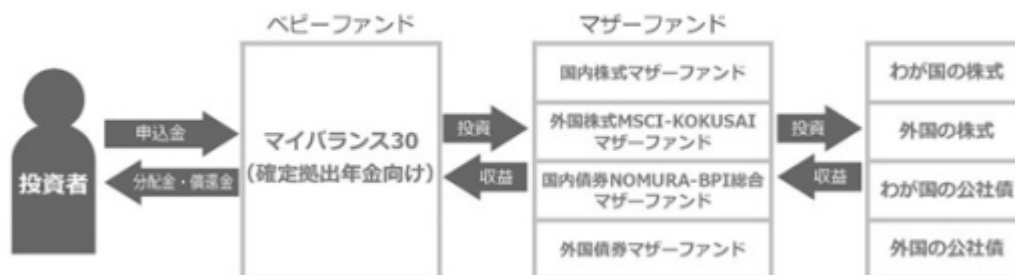 ベビーファンド
マザーファンド
投資者
申込金
分配金・償還金
マイバランス30
（確定拠出年金向け）
投資
収益
国内株式マザーファンド
外国株式MSCI-KOKUSAI
マザーファンド
国内債券NOMURA-BPI総合
マザーファンド
外国債券マザーファンド
投資
収益
わが国の株式
外国の株式
わが国の公社債
外国の公社債